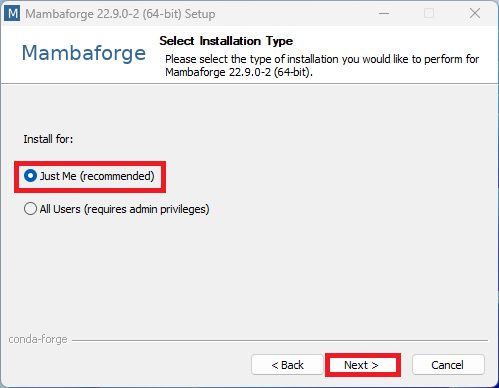 M Mambaforge 22.9.0-2 (64-bit) Setup
Mambaforge
Select Installation Type
Please select the type of installation you would like to perform for
Mambaforge 22.9.0-2 (64-bit).
Install for:
Just Me (recommended)
All Users (requires admin privileges)
conda-forge
< Back
Next >
Cancel